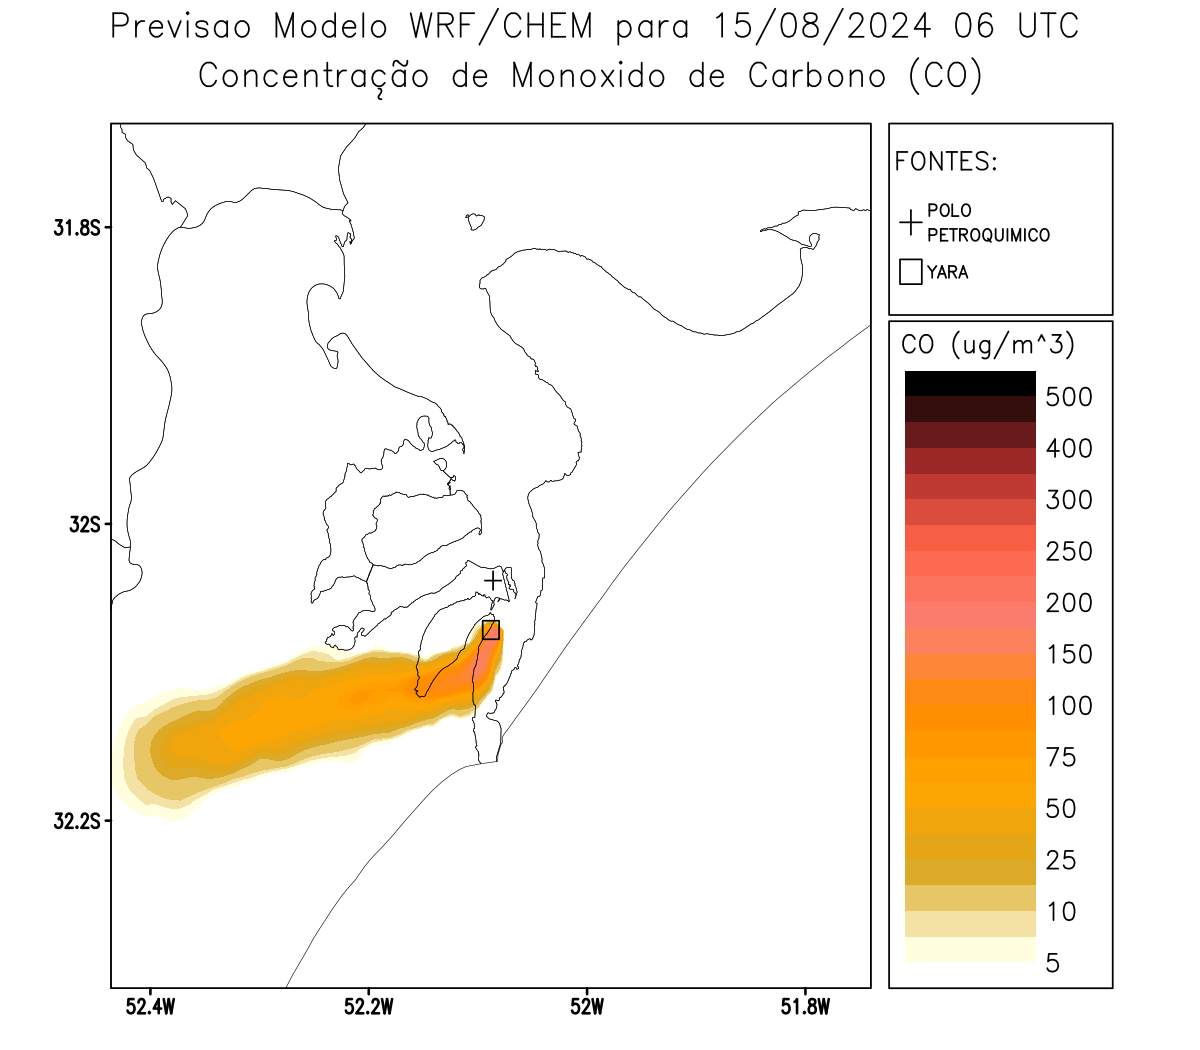 Previsao Modelo WRF/CHEM para 15/08/2024 06 UTC
Concentração de Monoxido de Carbono (CO)
FONTES:
POLO
PETROQUIMICO
YARA
CO (ug/m^3)
500
400
300
250
200
150
100
75
50
25
10
5
31.8S
32S
32.2S
52.4W
52.2W
52W
51.8W